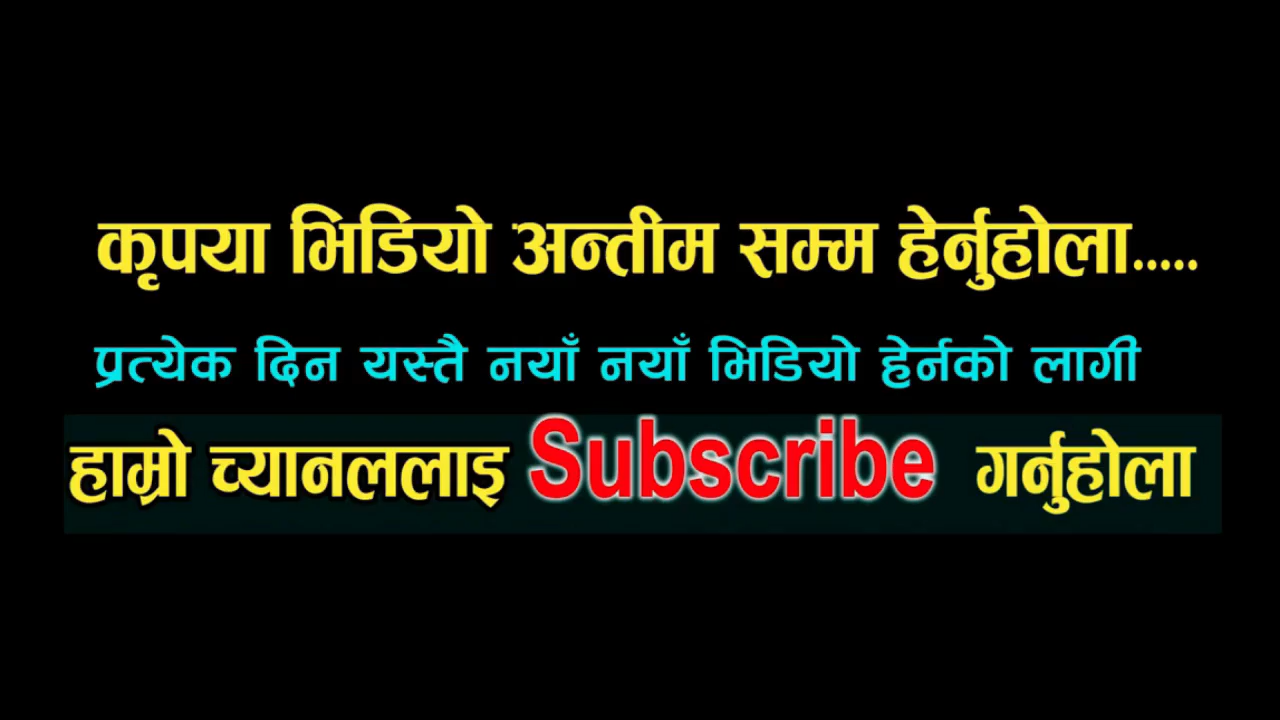 कृपया भिडियो अन्तीम सम्म हेर्नुहोला.....
प्रत्येक दिन यस्तै नयाँ नयाँ भिडियो हेर्नको लागी
हाम्रो च्यानललाइ Subscribe गर्नुहोला